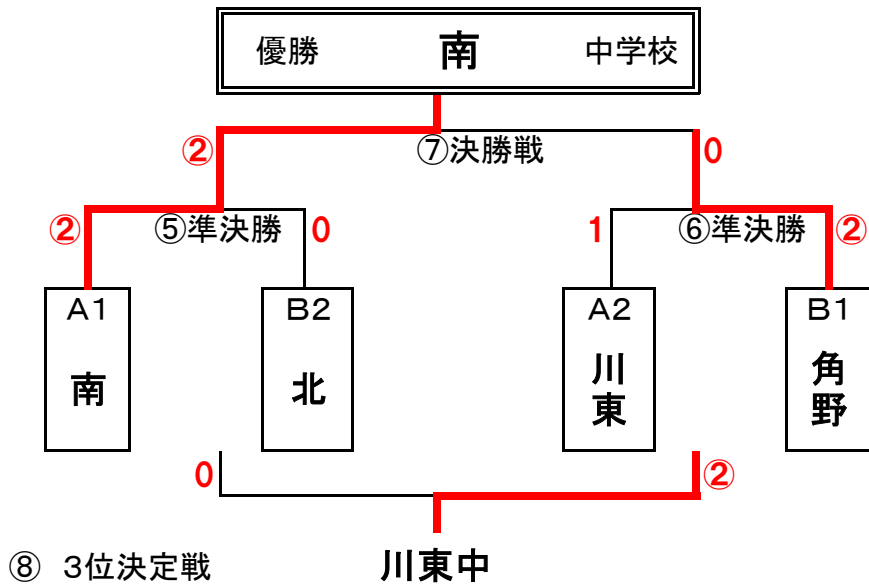 優勝 南 中学校
② ⑦決勝戦 0
② ⑤準決勝 0 1 ⑥準決勝 ②
A1 B2 A2 B1
南 北 川東 角野
0 ②
⑧ 3位決定戦 川東中